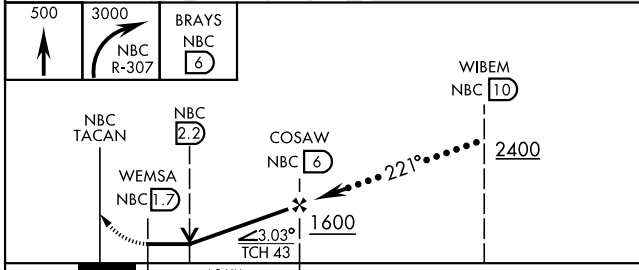 500
3000
NBC
R-307
BRAYS
NBC
6
WIBEM
NBC 10
NBC
TACAN
NBC
2.2
COSAW
NBC 6
221°
2400
WEMSA
NBC 1.7
1600
3.03°
TCH 43